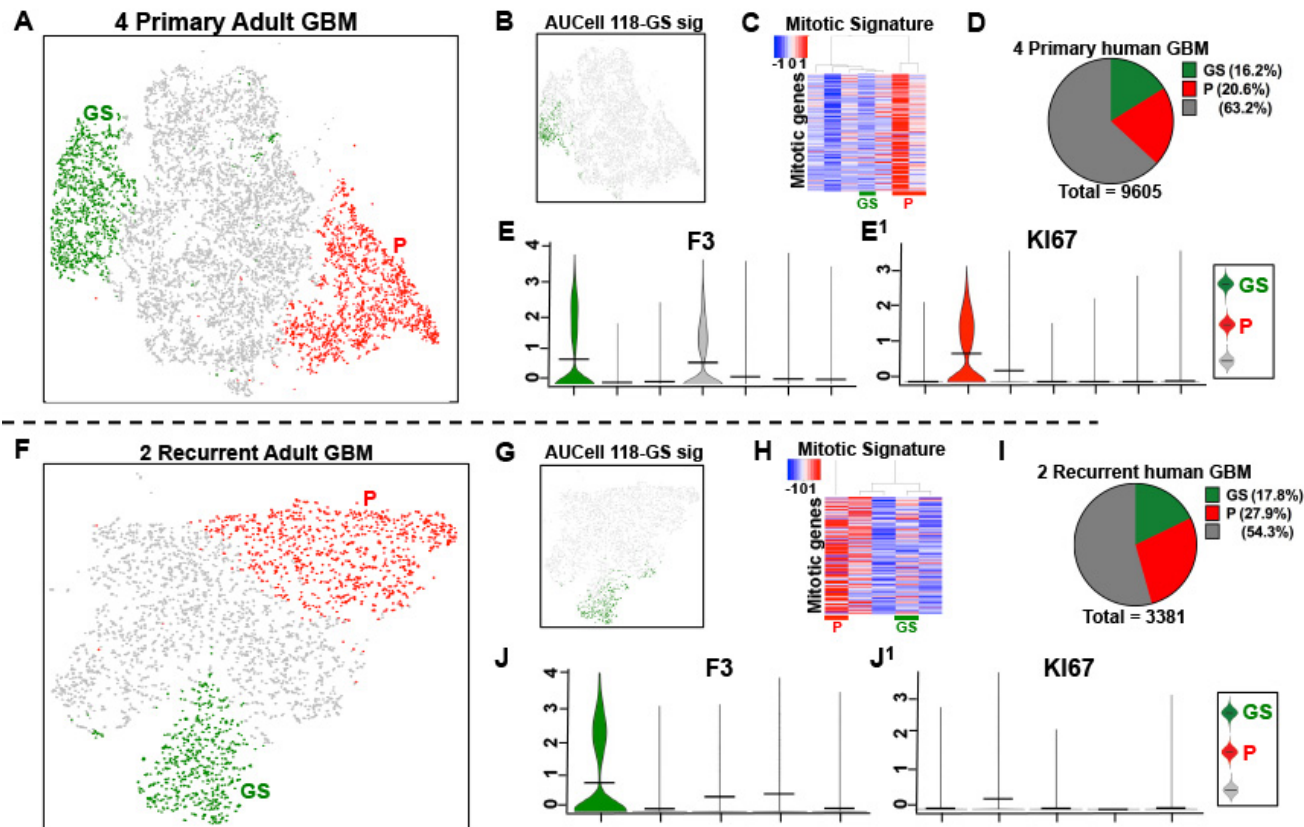 A
4 Primary Adult GBM
GS
P
B
AUCell 118-GS sig
C
Mitotic Signature
-1 0 1
Mitotic genes
GS
P
D
4 Primary human GBM
GS (16.2%)
P (20.6%)
(63.2%)
Total = 9605
E
F3
4
3
2
1
0
E1
KI67
3
2
1
0
GS
P
F
2 Recurrent Adult GBM
P
GS
G
AUCell 118-GS sig
H
Mitotic Signature
-101
Mitotic genes
P
GS
I
2 Recurrent human GBM
GS (17.8%)
P (27.9%)
(54.3%)
Total = 3381
J
F3
4
3
2
1
0
J1
KI67
3
2
1
0
GS
P